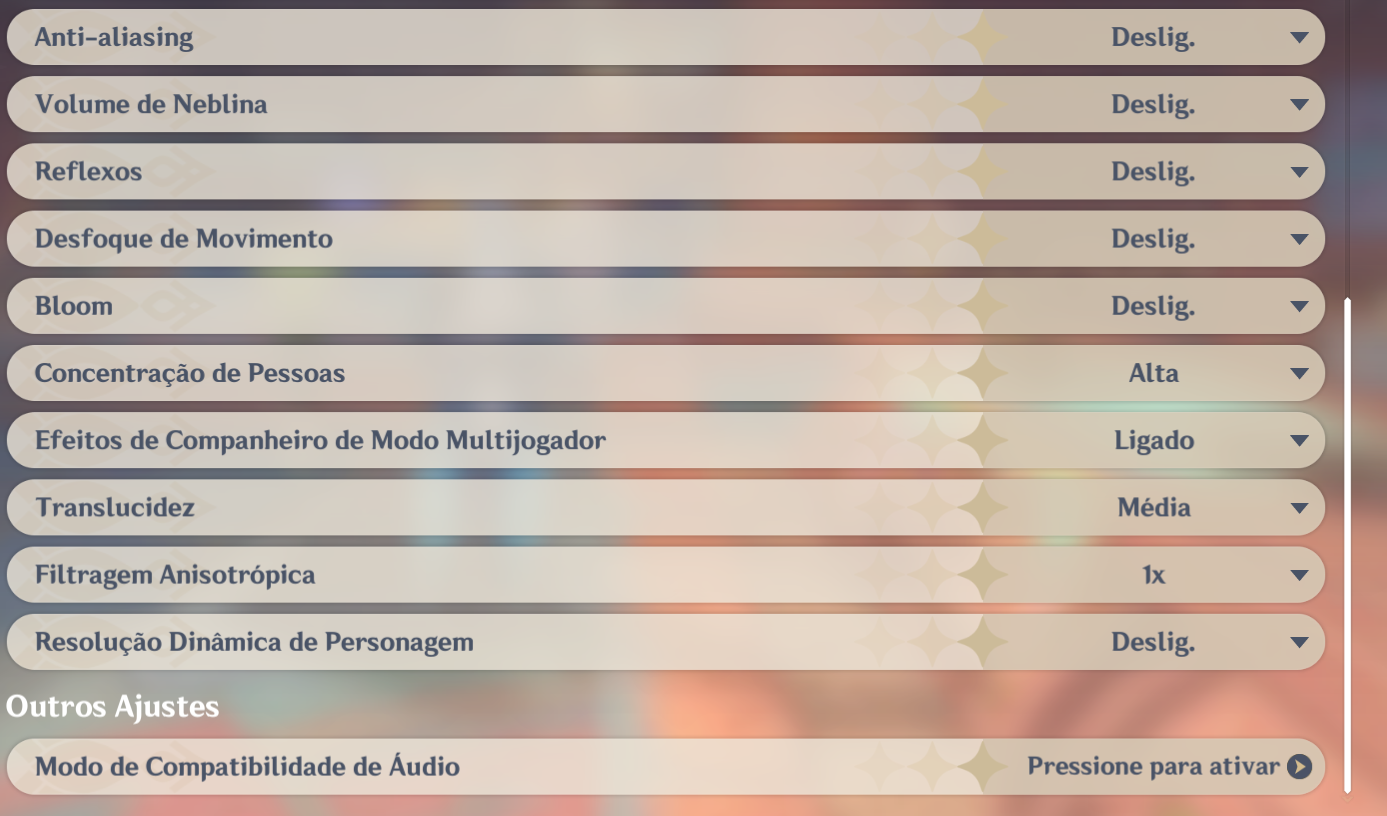 Anti-aliasing Deslig.
Volume de Neblina Deslig.
Reflexos Deslig.
Desfoque de Movimento Deslig.
Bloom Deslig.
Concentração de Pessoas Alta
Efeitos de Companheiro de Modo Multijogador Ligado
Translucidez Média
Filtragem Anisotrópica 1x
Resolução Dinâmica de Personagem Deslig.
Outros Ajustes
Modo de Compatibilidade de Áudio Pressione para ativar